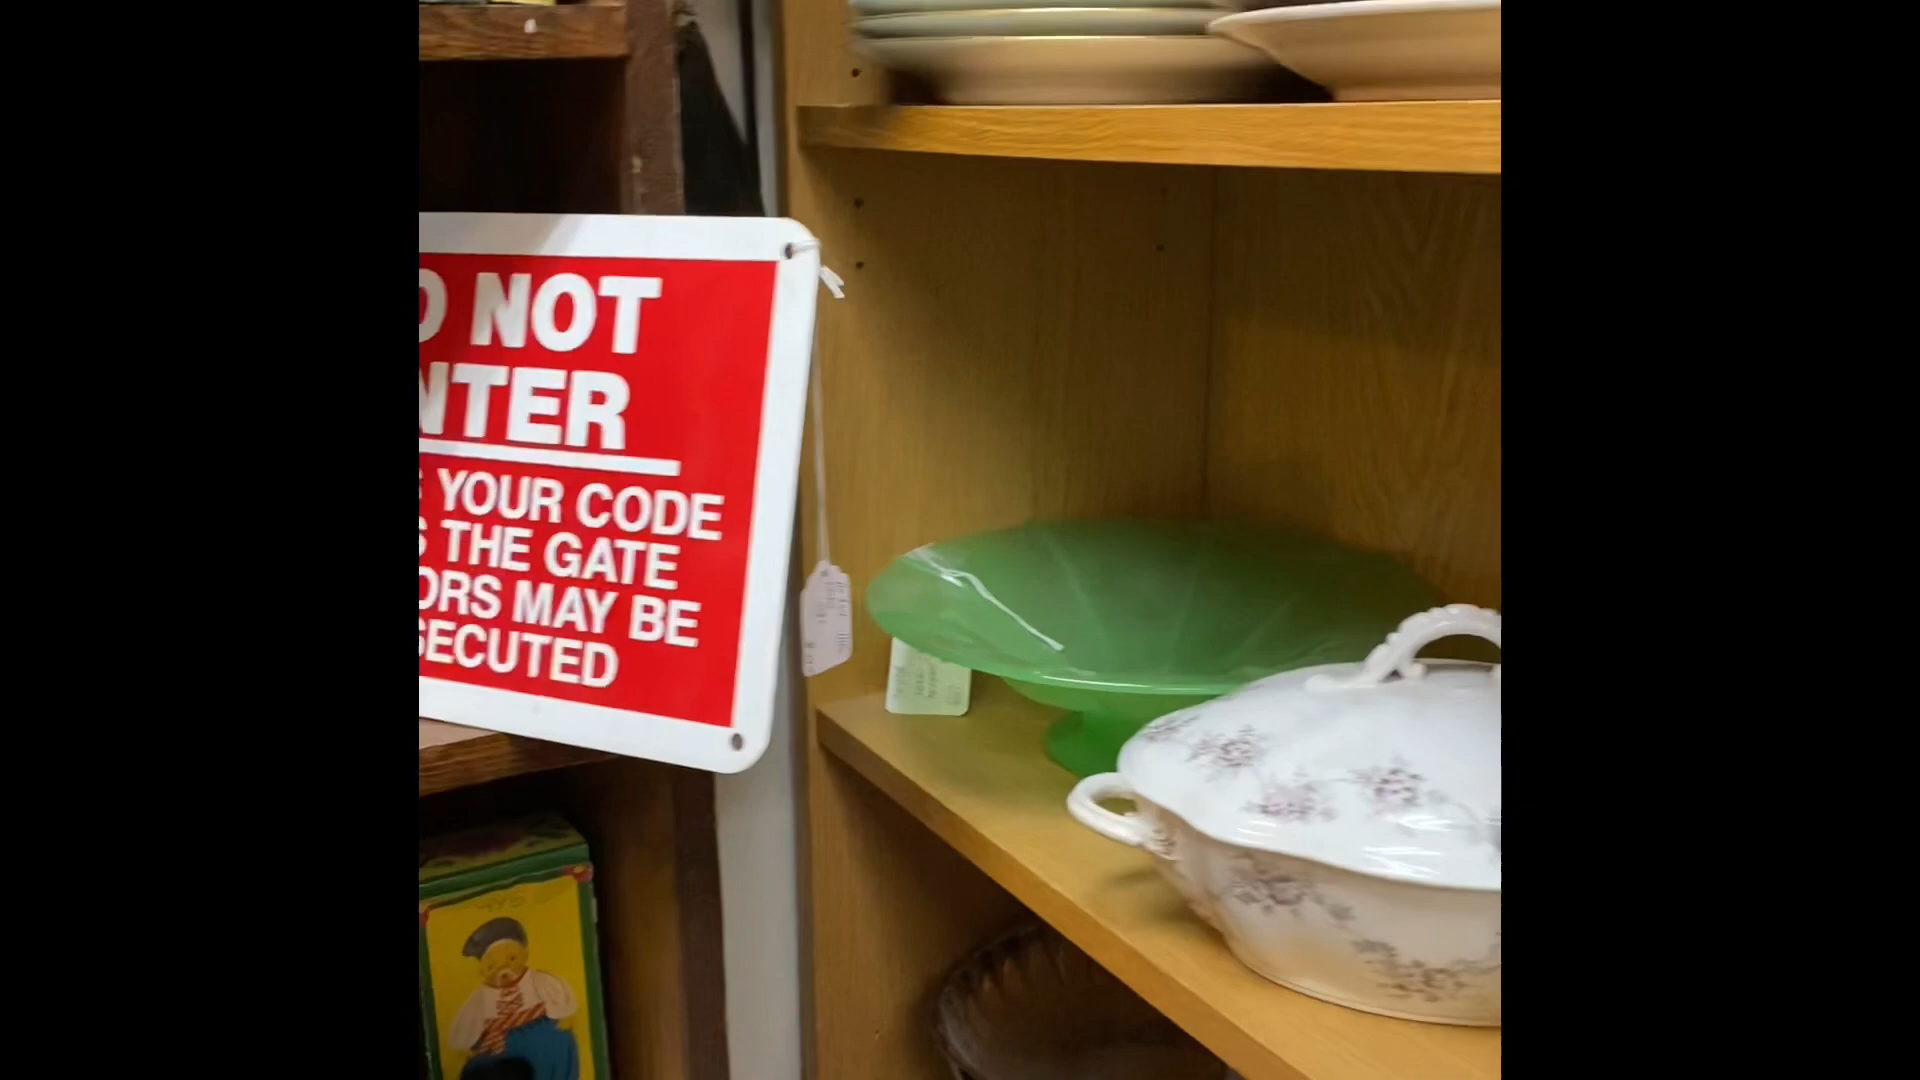 O NOT
NTER
YOUR CODE
S THE GATE
ORS MAY BE
SECUTED